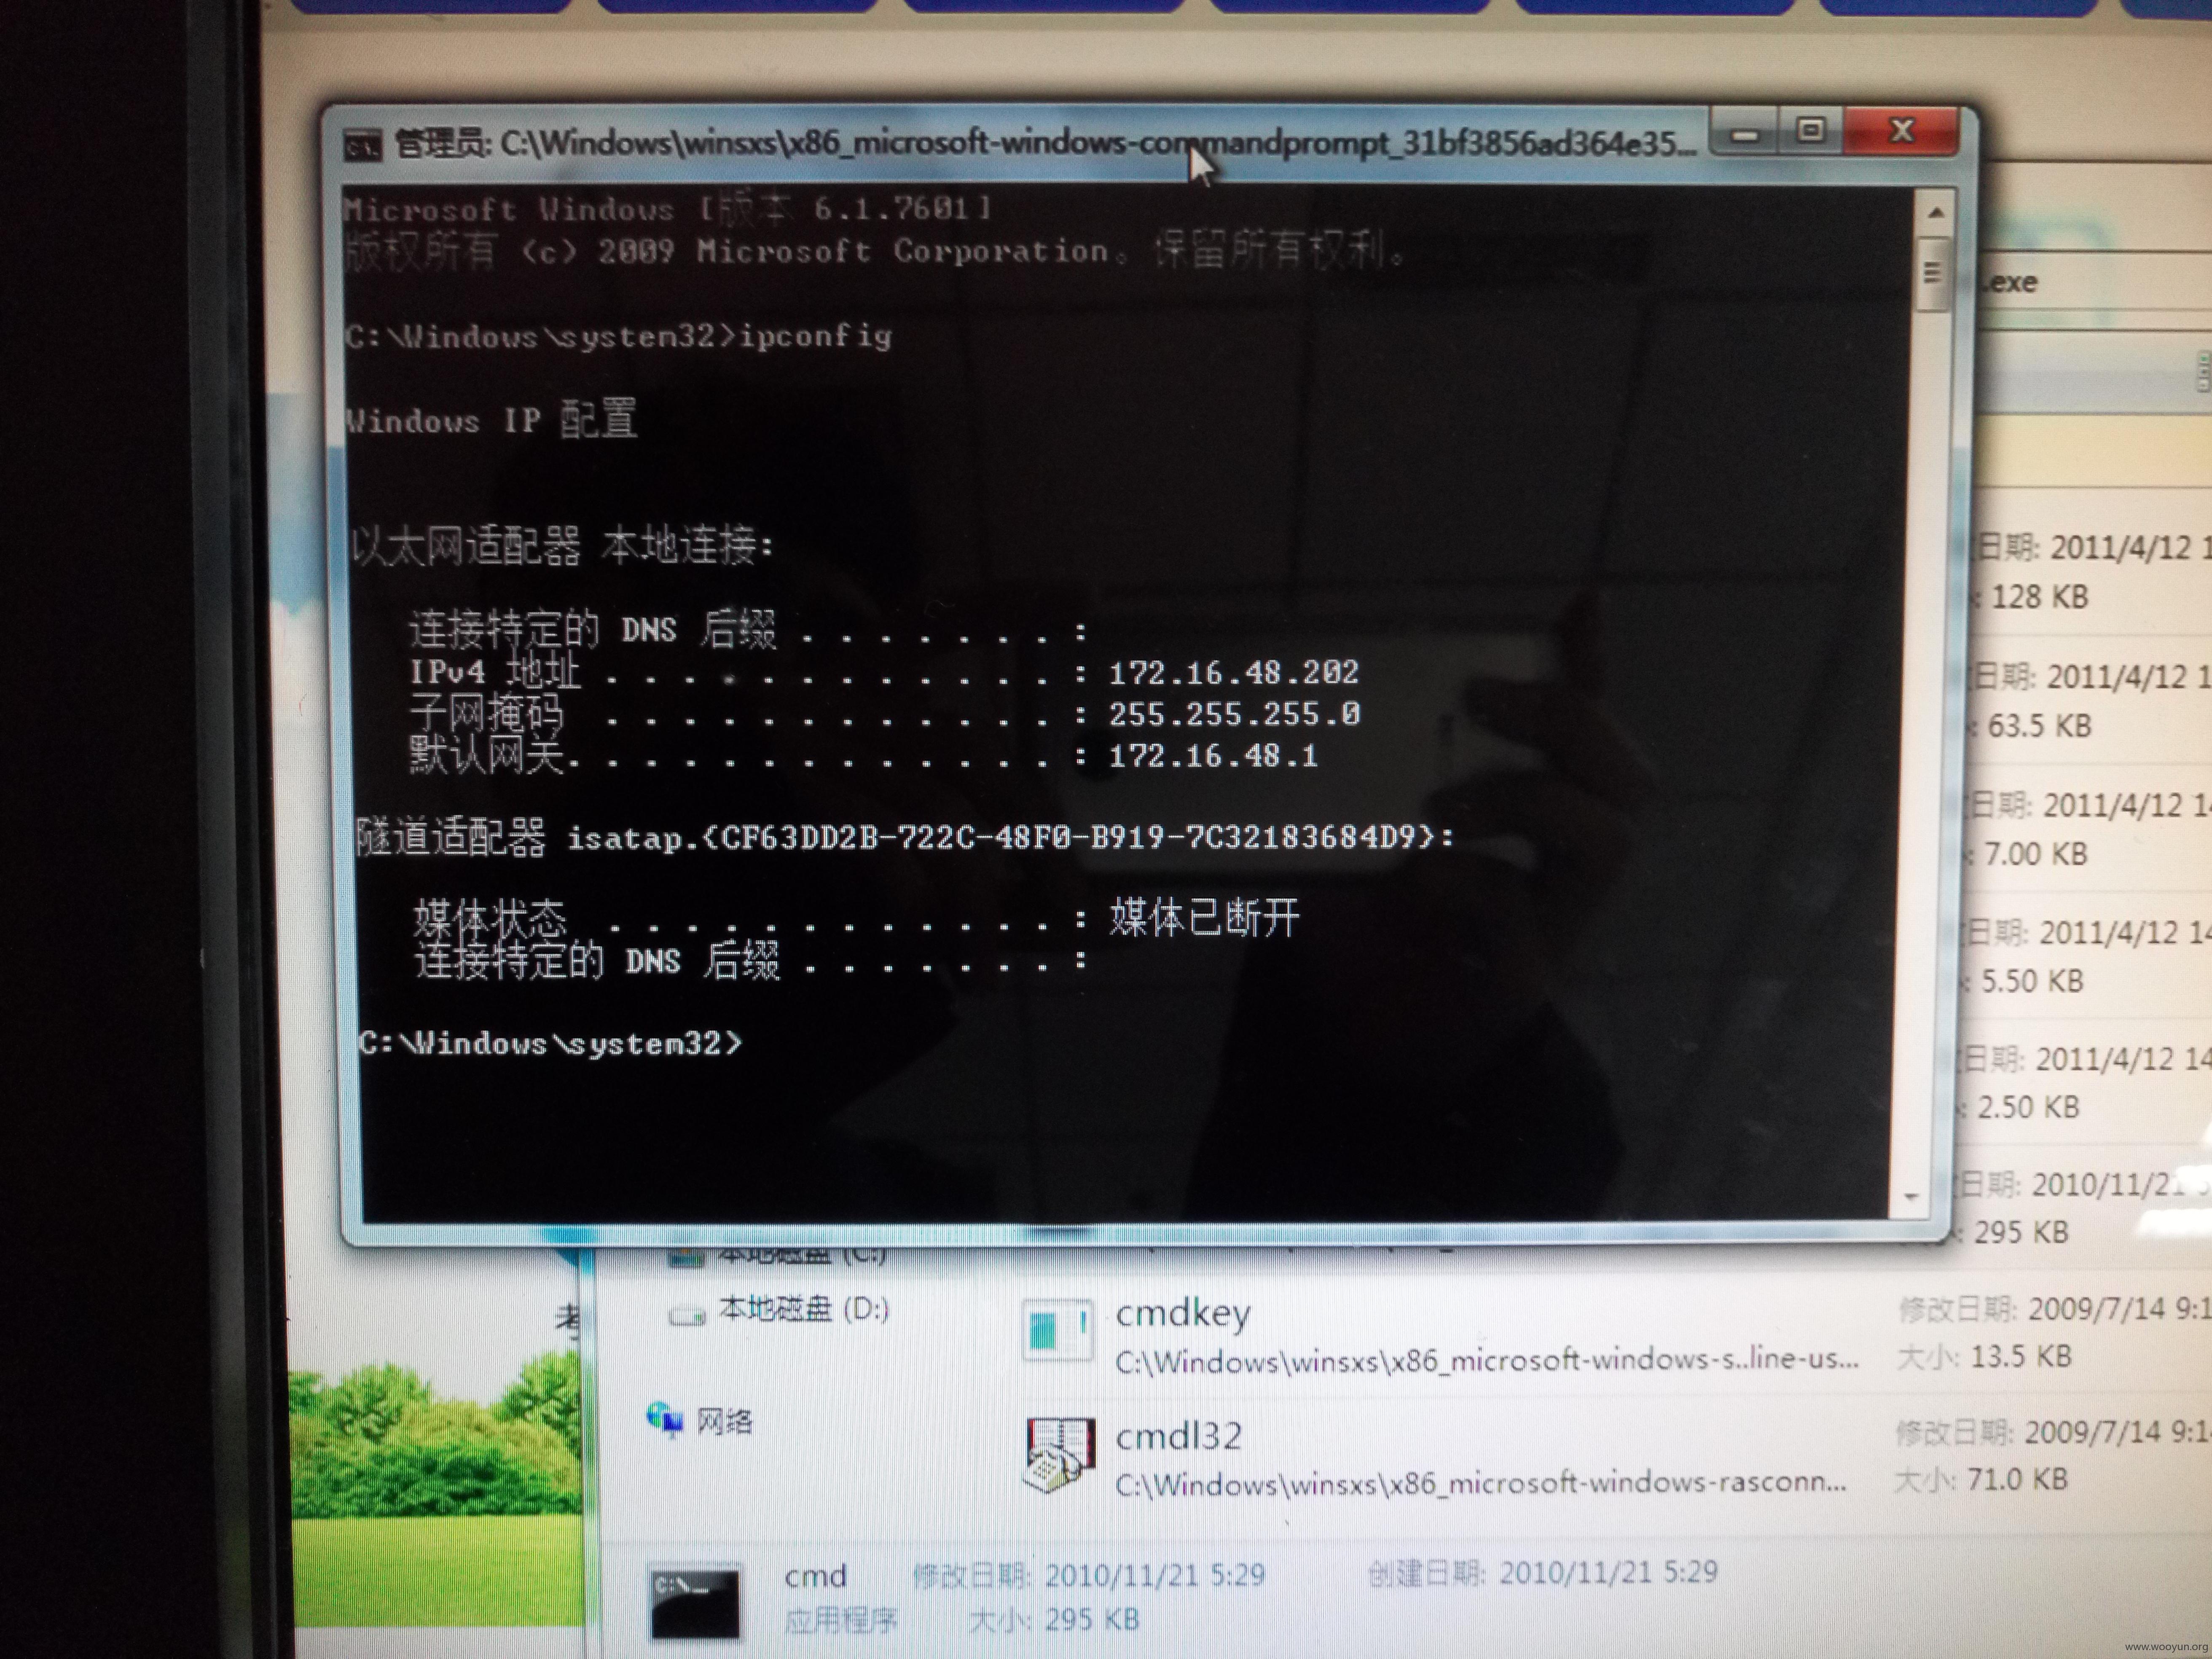 管理员: C:\Windows\winsxs\x86_microsoft-windows-commandprompt_31bf3856ad364e35...
Microsoft Windows [版本 6.1.7601]
版权所有 (c) 2009 Microsoft Corporation。保留所有权利。
C:\Windows\system32>ipconfig
Windows IP 配置
以太网适配器 本地连接:
连接特定的 DNS 后缀 . . . . . . . :
IPv4 地址 . . . . . . . . . . . . : 172.16.48.202
子网掩码 . . . . . . . . . . . . : 255.255.255.0
默认网关. . . . . . . . . . . . . : 172.16.48.1
隧道适配器 isatap.{CF63DD2B-722C-48F0-B919-7C32183684D9}:
媒体状态 . . . . . . . . . . . . : 媒体已断开
连接特定的 DNS 后缀 . . . . . . . :
C:\Windows\system32>
.exe
日期: 2011/4/12 1
: 128 KB
日期: 2011/4/12 1
: 63.5 KB
日期: 2011/4/12 14
: 7.00 KB
日期: 2011/4/12 14
: 5.50 KB
日期: 2011/4/12 14
: 2.50 KB
日期: 2010/11/21 5
: 295 KB
本地磁盘 (C:)
本地磁盘 (D:)
网络
cmdkey
修改日期: 2009/7/14 9:1
C:\Windows\winsxs\x86_microsoft-windows-s..line-us...
大小: 13.5 KB
cmdl32
修改日期: 2009/7/14 9:14
C:\Windows\winsxs\x86_microsoft-windows-rasconn...
大小: 71.0 KB
cmd 修改日期: 2010/11/21 5:29 创建日期: 2010/11/21 5:29
应用程序 大小: 295 KB
www.wooyun.org